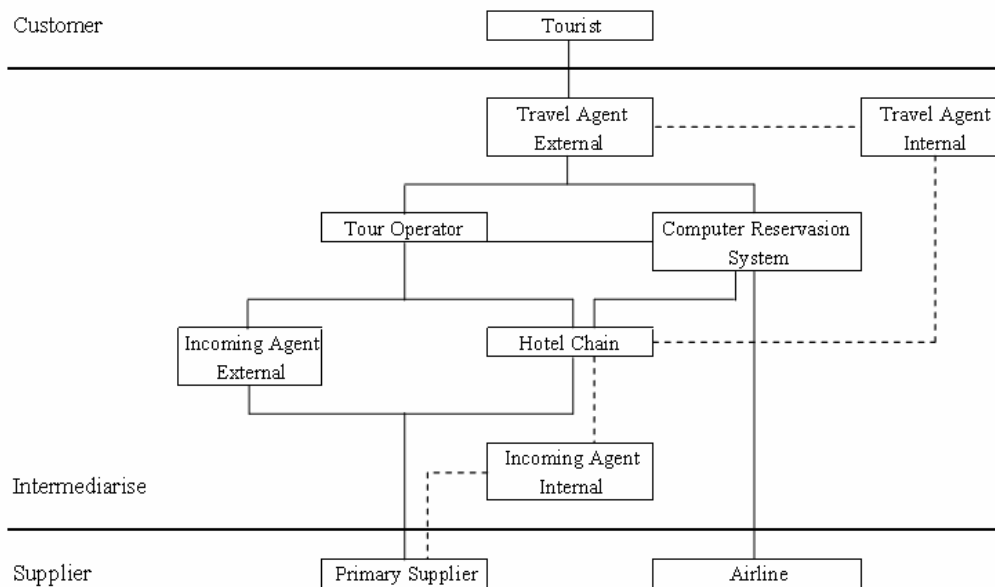 Customer
Tourist
Travel Agent
External
Travel Agent
Internal
Tour Operator
Computer Reservasion
System
Incoming Agent
External
Hotel Chain
Incoming Agent
Internal
Intermediarise
Supplier
Primary Supplier
Airline